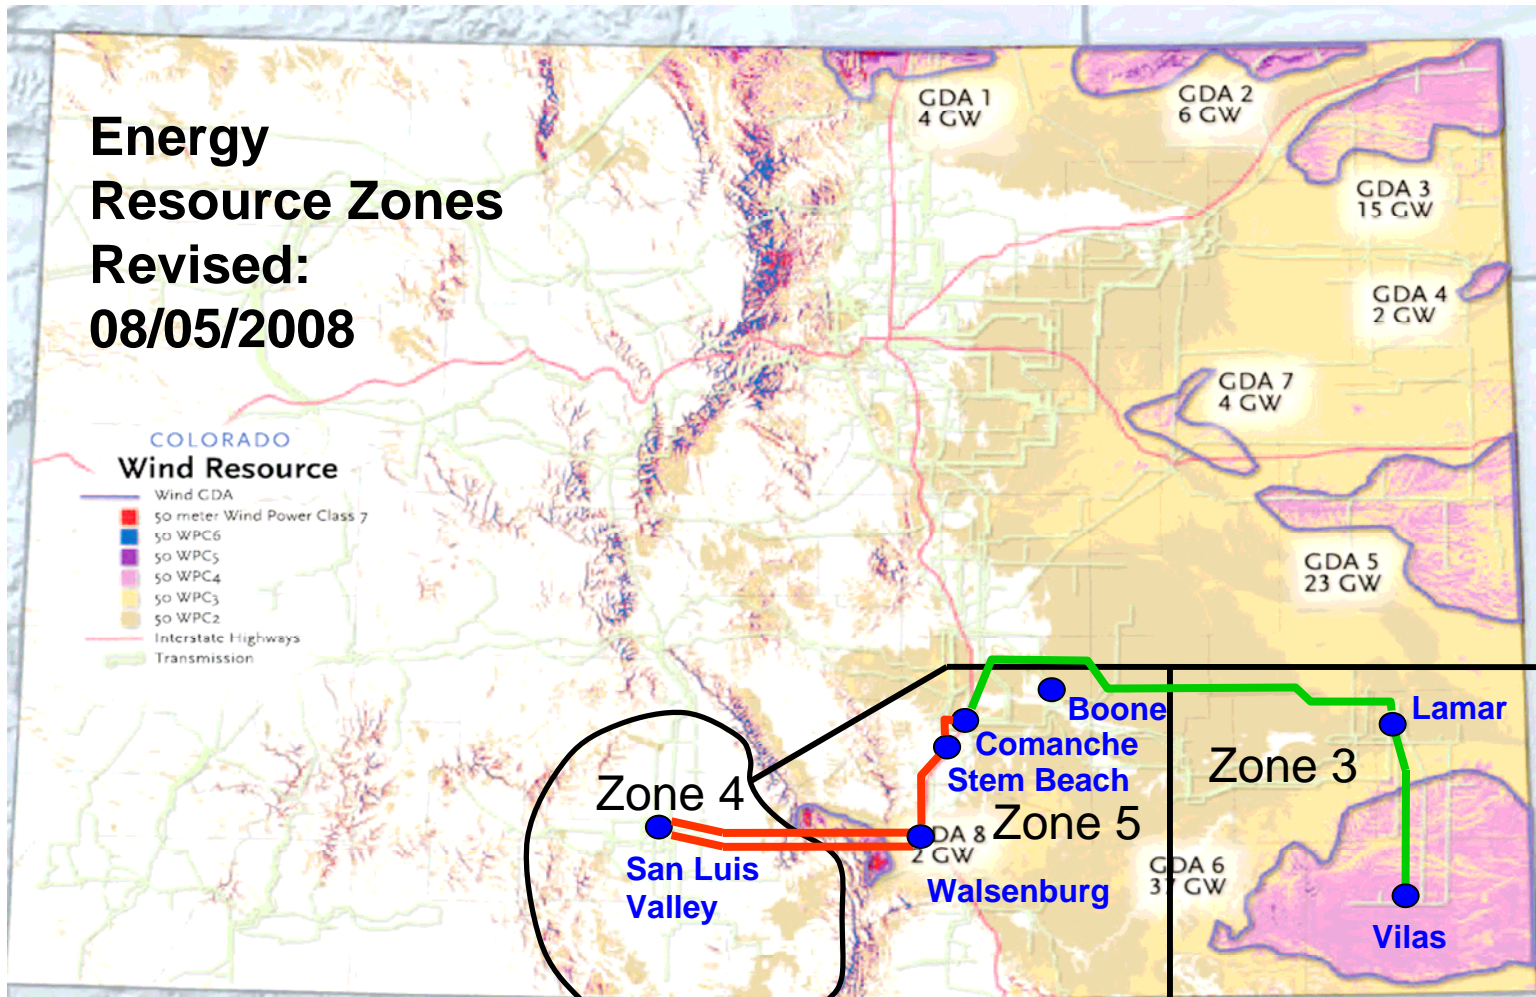 Energy
Resource Zones
Revised:
08/05/2008
GDA 1
4 GW
GDA 2
6 GW
GDA 3
15 GW
GDA 4
2 GW
GDA 7
4 GW
COLORADO
Wind Resource
Wind GDA
50 meter Wind Power Class 7
50 WPC6
50 WPC5
50 WPC4
50 WPC3
50 WPC2
Interstate Highways
Transmission
GDA 5
23 GW
Boone
Lamar
Comanche
Stem Beach
Zone 3
Zone 4
Zone 5
DA 8
2 GW
San Luis
Valley
Walsenburg
GDA 6
37 GW
Vilas